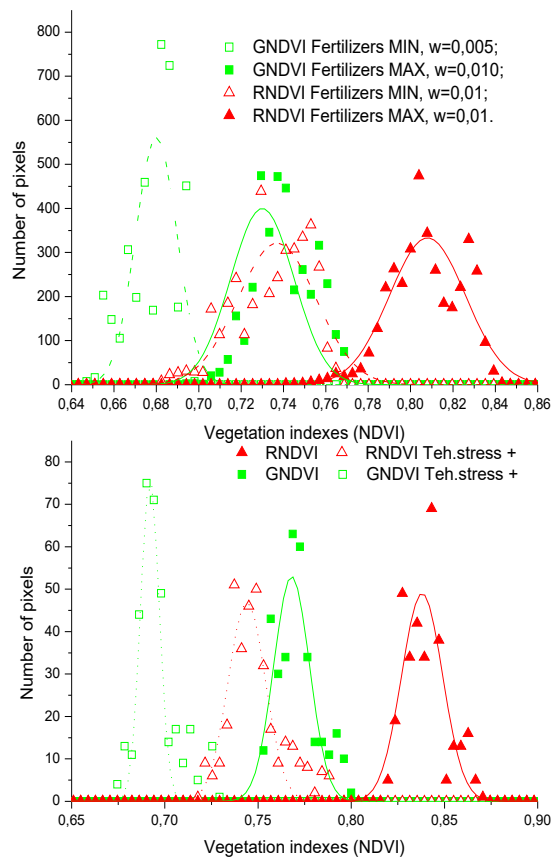 800
700
600
500
400
300
200
100
0
Number of pixels
GNDVI Fertilizers MIN, w=0,005;
GNDVI Fertilizers MAX, w=0,010;
RNDVI Fertilizers MIN, w=0,01;
RNDVI Fertilizers MAX, w=0,01.
0,64 0,66 0,68 0,70 0,72 0,74 0,76 0,78 0,80 0,82 0,84 0,86
Vegetation indexes (NDVI)
RNDVI RNDVI Teh.stress +
GNDVI GNDVI Teh.stress +
80
70
60
50
40
30
20
10
0
Number of pixels
0,65 0,70 0,75 0,80 0,85 0,90
Vegetation indexes (NDVI)